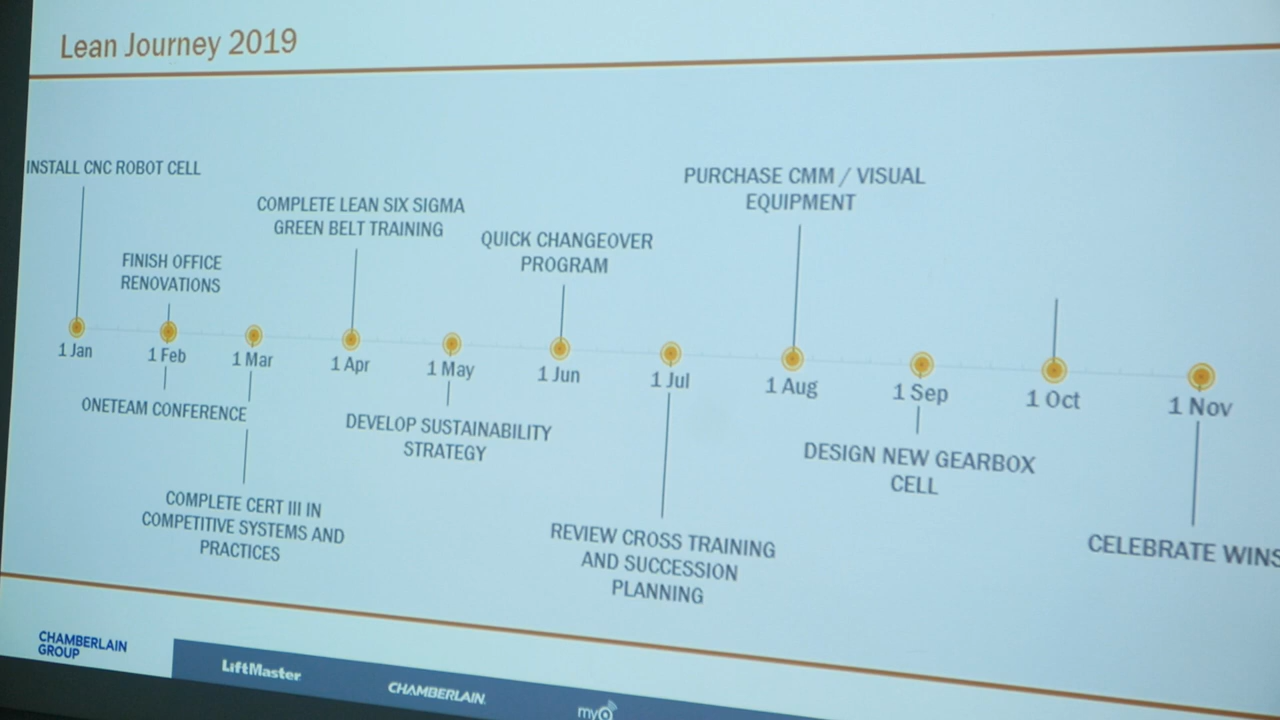 Lean Journey 2019
INSTALL CNC ROBOT CELL
FINISH OFFICE
RENOVATIONS
COMPLETE LEAN SIX SIGMA
GREEN BELT TRAINING
QUICK CHANGEOVER
PROGRAM
PURCHASE CMM / VISUAL
EQUIPMENT
1 Jan
1 Feb
1 Mar
1 Apr
1 May
1 Jun
1 Jul
1 Aug
1 Sep
1 Oct
1 Nov
ONETEAM CONFERENCE
COMPLETE CERT III IN
COMPETITIVE SYSTEMS AND
PRACTICES
DEVELOP SUSTAINABILITY
STRATEGY
REVIEW CROSS TRAINING
AND SUCCESSION
PLANNING
DESIGN NEW GEARBOX
CELL
CELEBRATE WINS
CHAMBERLAIN
GROUP
LiftMaster
CHAMBERLAIN
myQ